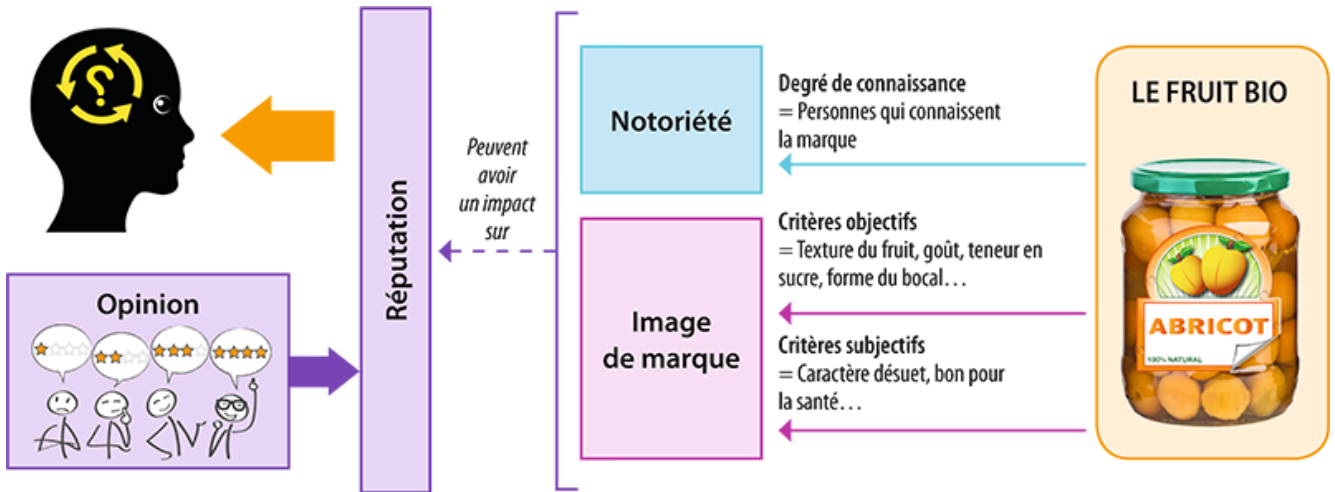 ?
Opinion
Réputation
Peuvent
avoir
un impact
sur
Notoriété
Image
de marque
Degré de connaissance
= Personnes qui connaissent
la marque
Critères objectifs
= Texture du fruit, goût, teneur en
sucre, forme du bocal…
Critères subjectifs
= Caractère désuet, bon pour
la santé…
LE FRUIT BIO
ABRICOT
100% NATURAL